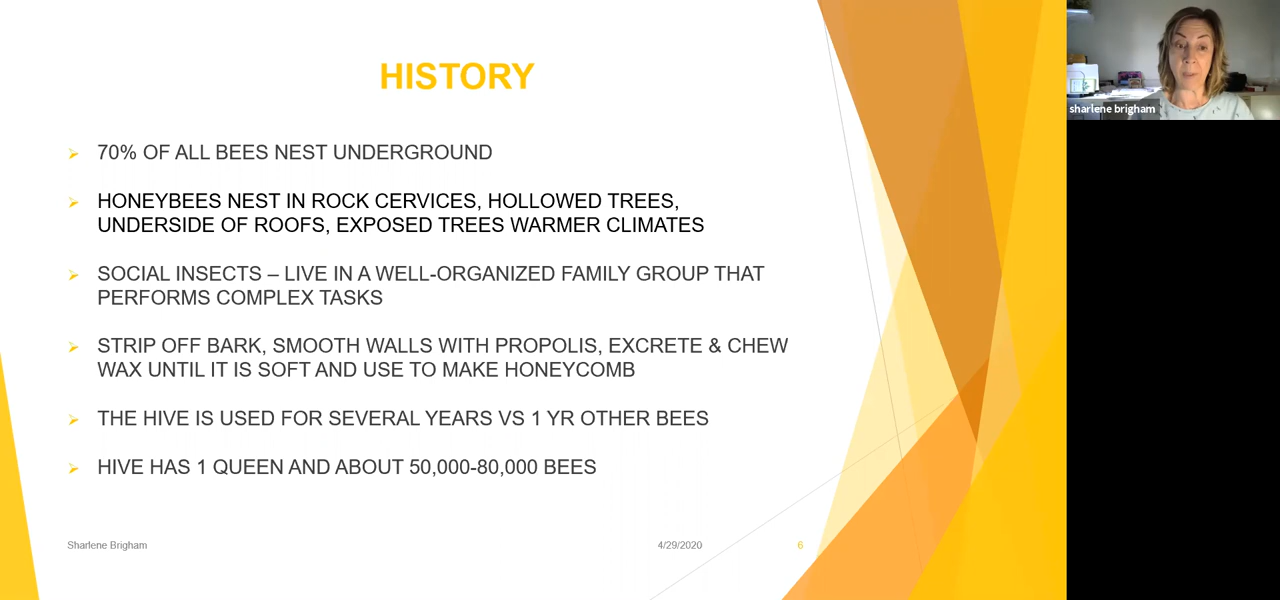 HISTORY
70% OF ALL BEES NEST UNDERGROUND
HONEYBEES NEST IN ROCK CERVICES, HOLLOWED TREES,
UNDERSIDE OF ROOFS, EXPOSED TREES WARMER CLIMATES
SOCIAL INSECTS – LIVE IN A WELL-ORGANIZED FAMILY GROUP THAT
PERFORMS COMPLEX TASKS
STRIP OFF BARK, SMOOTH WALLS WITH PROPOLIS, EXCRETE & CHEW
WAX UNTIL IT IS SOFT AND USE TO MAKE HONEYCOMB
THE HIVE IS USED FOR SEVERAL YEARS VS 1 YR OTHER BEES
HIVE HAS 1 QUEEN AND ABOUT 50,000-80,000 BEES
Sharlene Brigham 4/29/2020 6
sharlene brigham